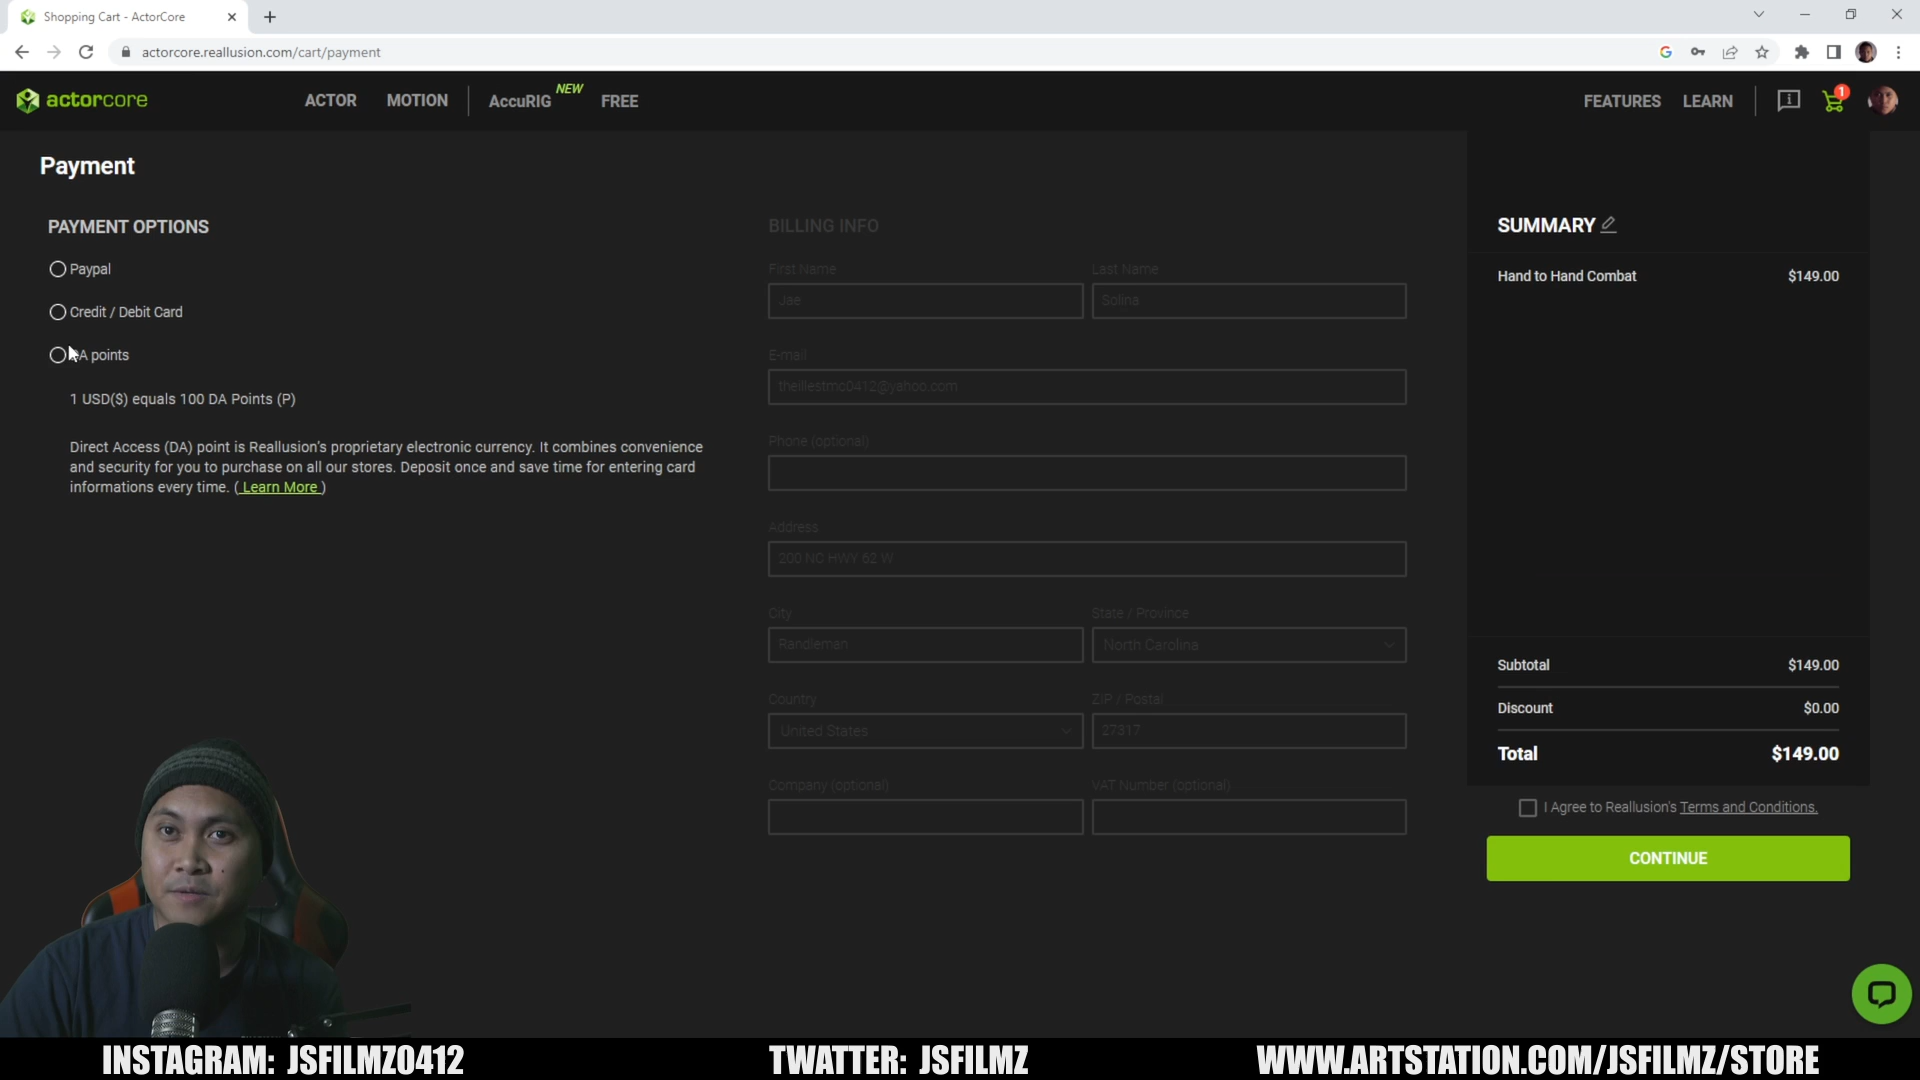 Shopping Cart - ActorCore
actorcore.reallusion.com/cart/payment
actorcore
ACTOR
MOTION
AccuRIG
NEW
FREE
FEATURES
LEARN
1
Payment
PAYMENT OPTIONS
Paypal
Credit / Debit Card
A points
1 USD($) equals 100 DA Points (P)
Direct Access (DA) point is Reallusion's proprietary electronic currency. It combines convenience
and security for you to purchase on all our stores. Deposit once and save time for entering card
informations every time. ( Learn More )
BILLING INFO
First Name
Last Name
Jae
Solina
E-mail
theillestmc0412@yahoo.com
Phone (optional)
Address
200 NC HWY 62 W
City
State / Province
Randleman
North Carolina
Country
ZIP / Postal
United States
27317
Company (optional)
VAT Number (optional)
SUMMARY
Hand to Hand Combat $149.00
Subtotal $149.00
Discount $0.00
Total $149.00
I Agree to Reallusion's Terms and Conditions.
CONTINUE
INSTAGRAM: JSFILMZ0412
TWATTER: JSFILMZ
WWW.ARTSTATION.COM/JSFILMZ/STORE